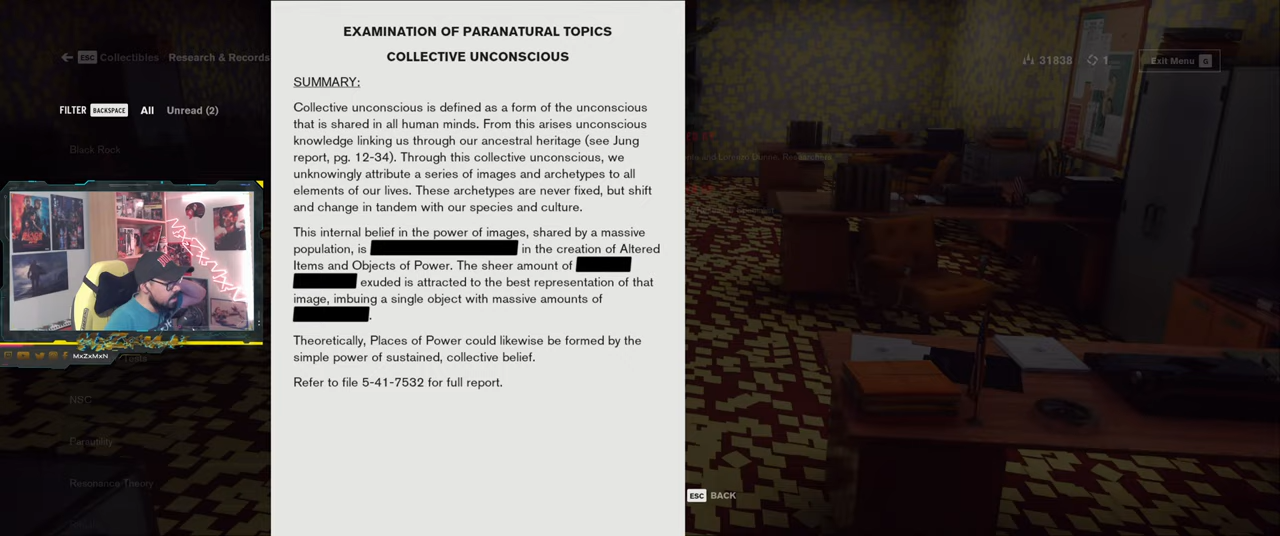 EXAMINATION OF PARANATURAL TOPICS
COLLECTIVE UNCONSCIOUS
ESC Collectibles Research & Records
SUMMARY:
31838 1
Exit Menu G
FILTER BACKSPACE All Unread (2)
Collective unconscious is defined as a form of the unconscious
that is shared in all human minds. From this arises unconscious
knowledge linking us through our ancestral heritage (see Jung
report, pg. 12-34). Through this collective unconscious, we
unknowingly attribute a series of images and archetypes to all
elements of our lives. These archetypes are never fixed, but shift
and change in tandem with our species and culture.
Black Rock
This internal belief in the power of images, shared by a massive
population, is in the creation of Altered
Items and Objects of Power. The sheer amount of
exuded is attracted to the best representation of that
image, imbuing a single object with massive amounts of
.
Theoretically, Places of Power could likewise be formed by the
simple power of sustained, collective belief.
Refer to file 5-41-7532 for full report.
MxZxMxN
NSC
Parautility
Resonance Theory
ESC BACK